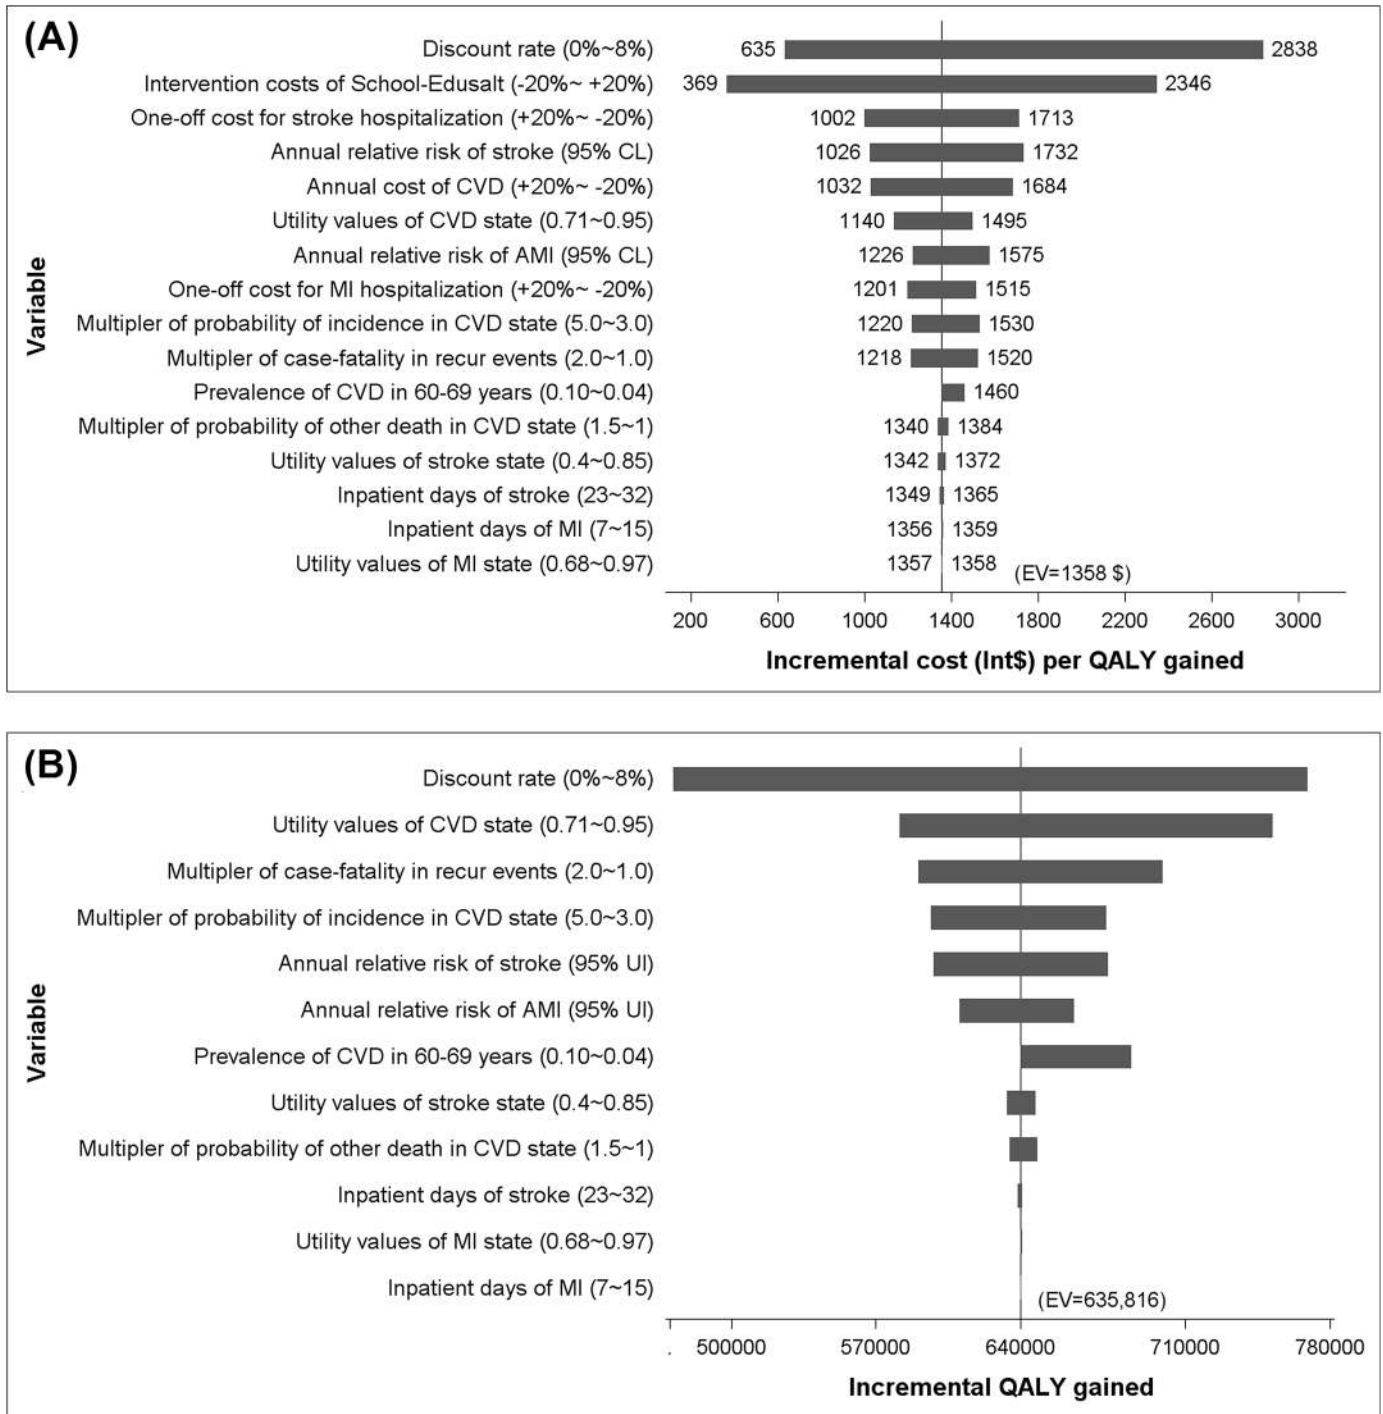 (A)
Variable
Discount rate (0%~8%) 635 2838
Intervention costs of School-Edusalt (-20%~ +20%) 369 2346
One-off cost for stroke hospitalization (+20%~ -20%) 1002 1713
Annual relative risk of stroke (95% CL) 1026 1732
Annual cost of CVD (+20%~ -20%) 1032 1684
Utility values of CVD state (0.71~0.95) 1140 1495
Annual relative risk of AMI (95% CL) 1226 1575
One-off cost for MI hospitalization (+20%~ -20%) 1201 1515
Multipler of probability of incidence in CVD state (5.0~3.0) 1220 1530
Multipler of case-fatality in recur events (2.0~1.0) 1218 1520
Prevalence of CVD in 60-69 years (0.10~0.04) 1460
Multipler of probability of other death in CVD state (1.5~1) 1340 1384
Utility values of stroke state (0.4~0.85) 1342 1372
Inpatient days of stroke (23~32) 1349 1365
Inpatient days of MI (7~15) 1356 1359
Utility values of MI state (0.68~0.97) 1357 1358
(EV=1358 $)
200 600 1000 1400 1800 2200 2600 3000
Incremental cost (Int$) per QALY gained
(B)
Variable
Discount rate (0%~8%)
Utility values of CVD state (0.71~0.95)
Multipler of case-fatality in recur events (2.0~1.0)
Multipler of probability of incidence in CVD state (5.0~3.0)
Annual relative risk of stroke (95% UI)
Annual relative risk of AMI (95% UI)
Prevalence of CVD in 60-69 years (0.10~0.04)
Utility values of stroke state (0.4~0.85)
Multipler of probability of other death in CVD state (1.5~1)
Inpatient days of stroke (23~32)
Utility values of MI state (0.68~0.97)
Inpatient days of MI (7~15)
(EV=635,816)
. 500000 570000 640000 710000 780000
Incremental QALY gained